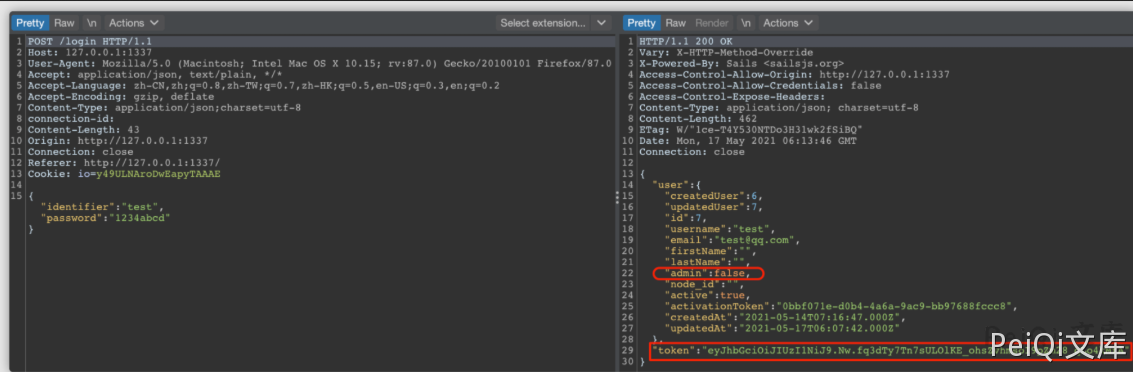 Pretty Raw \n Actions Select extension...
1 POST /login HTTP/1.1
2 Host: 127.0.0.1:1337
3 User-Agent: Mozilla/5.0 (Macintosh; Intel Mac OS X 10.15; rv:87.0) Gecko/20100101 Firefox/87.0
4 Accept: application/json, text/plain, */*
5 Accept-Language: zh-CN,zh;q=0.8,zh-TW;q=0.7,zh-HK;q=0.5,en-US;q=0.3,en;q=0.2
6 Accept-Encoding: gzip, deflate
7 Content-Type: application/json;charset=utf-8
8 connection-id:
9 Content-Length: 43
10 Origin: http://127.0.0.1:1337
11 Connection: close
12 Referer: http://127.0.0.1:1337/
13 Cookie: io=y49ULNAroDwEapyTAAAE
14
15 {
"identifier":"test",
"password":"1234abcd"
}
Pretty Raw Render \n Actions
1 HTTP/1.1 200 OK
2 Vary: X-HTTP-Method-Override
3 X-Powered-By: Sails <sailsjs.org>
4 Access-Control-Allow-Origin: http://127.0.0.1:1337
5 Access-Control-Allow-Credentials: false
6 Access-Control-Expose-Headers:
7 Content-Type: application/json; charset=utf-8
8 Content-Length: 462
9 ETag: W/"1ce-T4Y530NTDo3H31wk2fSiBQ"
10 Date: Mon, 17 May 2021 06:13:46 GMT
11 Connection: close
12
13 {
14 "user":{
15 "createdUser":6,
16 "updatedUser":7,
17 "id":7,
18 "username":"test",
19 "email":"test@qq.com",
20 "firstName":"",
21 "lastName":"",
22 "admin":false,
23 "node_id":"",
24 "active":true,
25 "activationToken":"0bbf071e-d0b4-4a6a-9ac9-bb97688fccc8",
26 "createdAt":"2021-05-14T07:16:47.000Z",
27 "updatedAt":"2021-05-17T06:07:42.000Z"
28 },
29 "token":
30 }
PeiQi文库